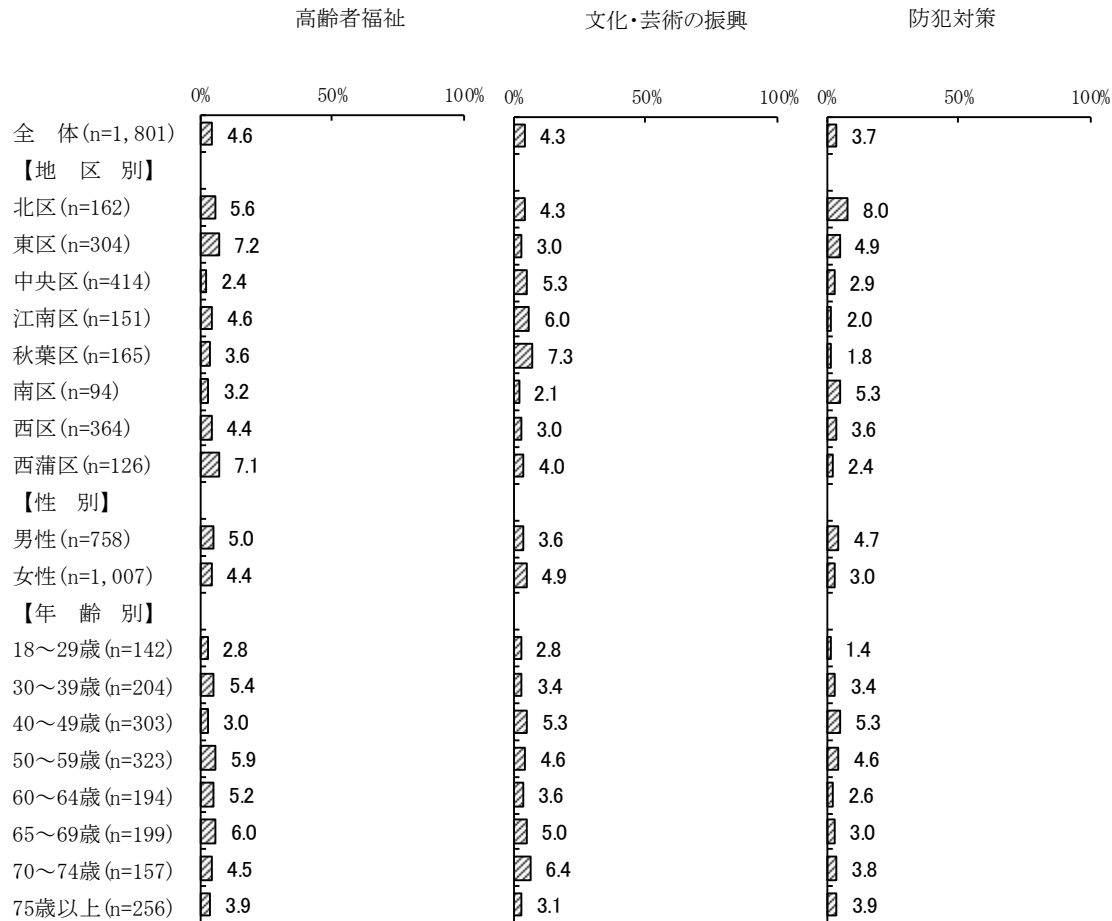 高齢者福祉 文化・芸術の振興 防犯対策
0% 50% 100% 0% 50% 100% 0% 50% 100%
全　体(n=1,801) 4.6 4.3 3.7
【地　区　別】
北区(n=162) 5.6 4.3 8.0
東区(n=304) 7.2 3.0 4.9
中央区(n=414) 2.4 5.3 2.9
江南区(n=151) 4.6 6.0 2.0
秋葉区(n=165) 3.6 7.3 1.8
南区(n=94) 3.2 2.1 5.3
西区(n=364) 4.4 3.0 3.6
西蒲区(n=126) 7.1 4.0 2.4
【性　別】
男性(n=758) 5.0 3.6 4.7
女性(n=1,007) 4.4 4.9 3.0
【年　齢　別】
18～29歳(n=142) 2.8 2.8 1.4
30～39歳(n=204) 5.4 3.4 3.4
40～49歳(n=303) 3.0 5.3 5.3
50～59歳(n=323) 5.9 4.6 4.6
60～64歳(n=194) 5.2 3.6 2.6
65～69歳(n=199) 6.0 5.0 3.0
70～74歳(n=157) 4.5 6.4 3.8
75歳以上(n=256) 3.9 3.1 3.9